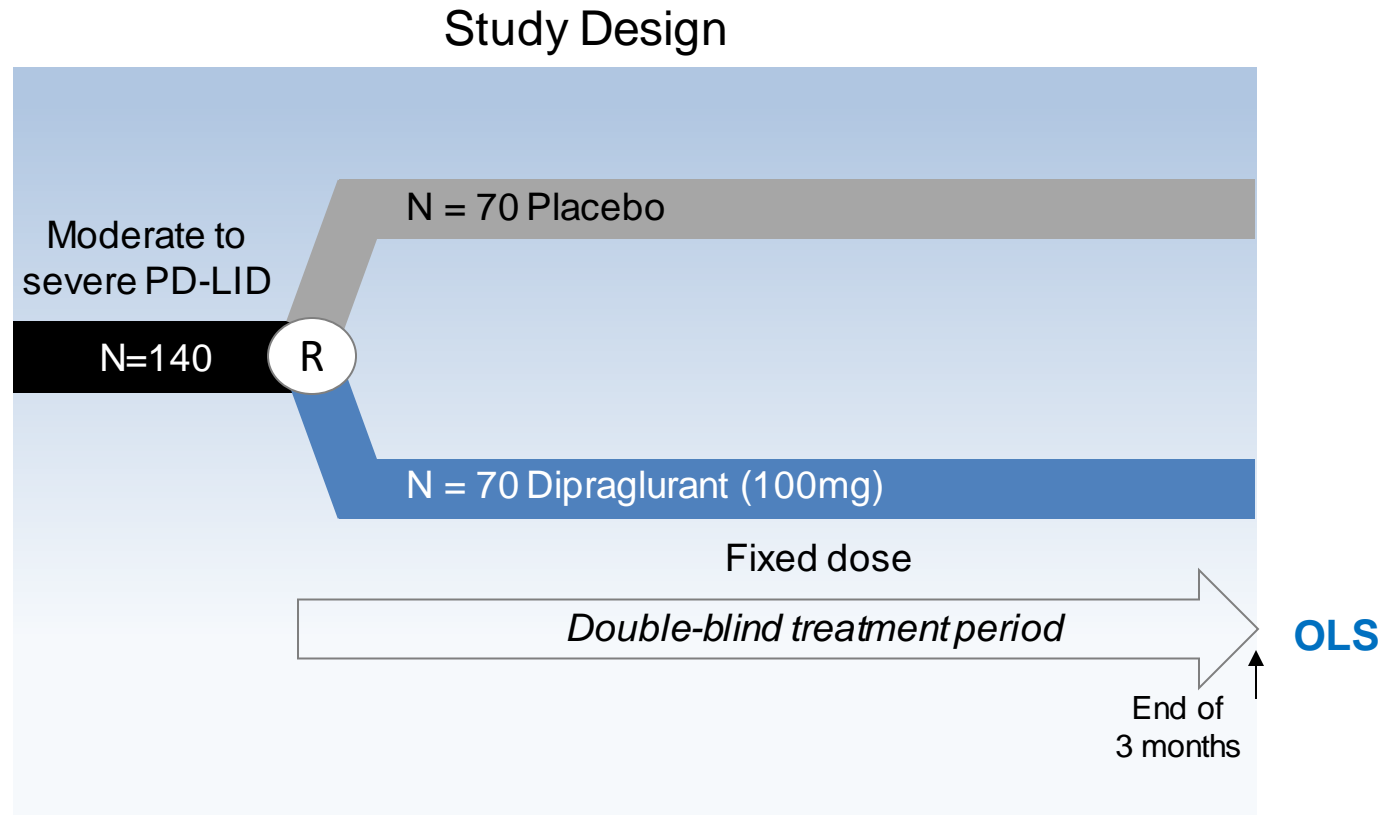 Study Design
N = 70 Placebo
Moderate to
severe PD-LID
N=140
R
N = 70 Dipraglurant (100mg)
Fixed dose
Double-blind treatment period
OLS
End of
3 months